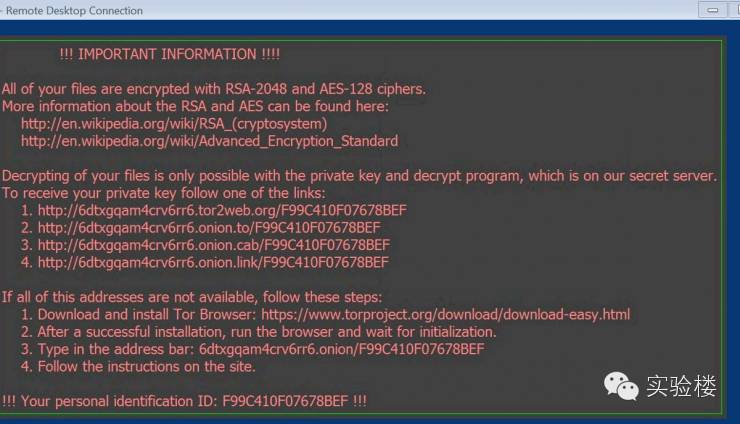 - Remote Desktop Connection
!!! IMPORTANT INFORMATION !!!!
All of your files are encrypted with RSA-2048 and AES-128 ciphers.
More information about the RSA and AES can be found here:
http://en.wikipedia.org/wiki/RSA_(cryptosystem)
http://en.wikipedia.org/wiki/Advanced_Encryption_Standard
Decrypting of your files is only possible with the private key and decrypt program, which is on our secret server.
To receive your private key follow one of the links:
1. http://6dtxgqam4crv6rr6.tor2web.org/F99C410F07678BEF
2. http://6dtxgqam4crv6rr6.onion.to/F99C410F07678BEF
3. http://6dtxgqam4crv6rr6.onion.cab/F99C410F07678BEF
4. http://6dtxgqam4crv6rr6.onion.link/F99C410F07678BEF
If all of this addresses are not available, follow these steps:
1. Download and install Tor Browser: https://www.torproject.org/download/download-easy.html
2. After a successful installation, run the browser and wait for initialization.
3. Type in the address bar: 6dtxgqam4crv6rr6.onion/F99C410F07678BEF
4. Follow the instructions on the site.
!!! Your personal identification ID: F99C410F07678BEF !!!
实验楼